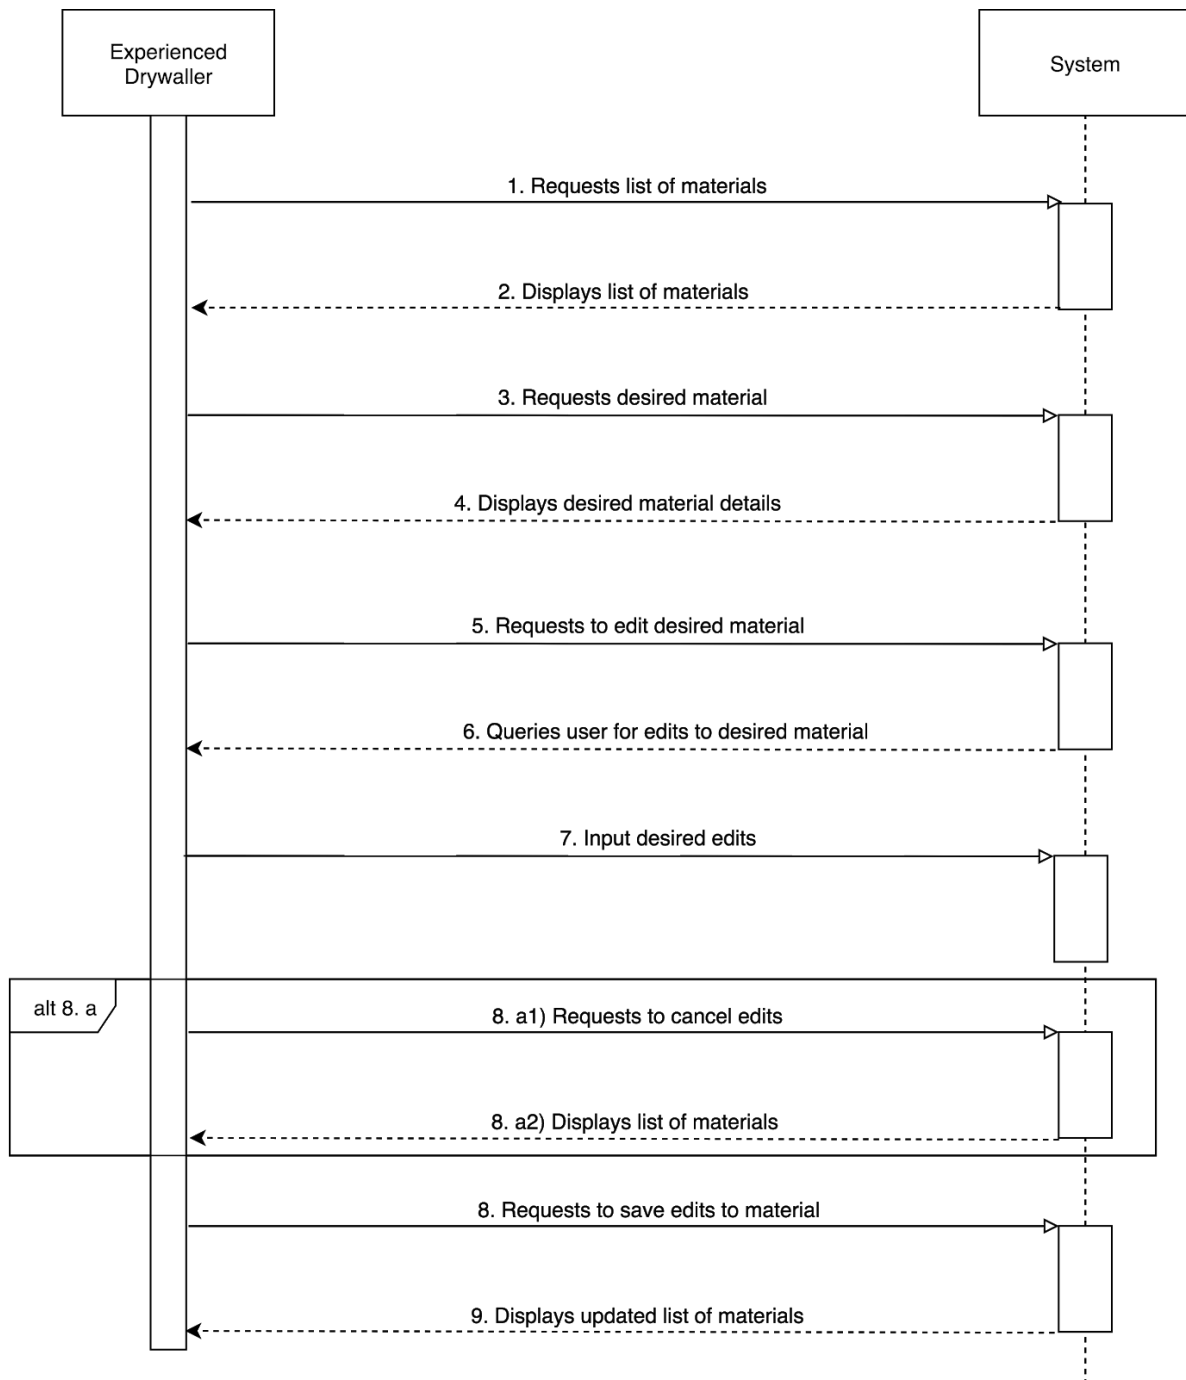 Experienced
Drywaller
System
1. Requests list of materials
2. Displays list of materials
3. Requests desired material
4. Displays desired material details
5. Requests to edit desired material
6. Queries user for edits to desired material
7. Input desired edits
alt 8. a
8. a1) Requests to cancel edits
8. a2) Displays list of materials
8. Requests to save edits to material
9. Displays updated list of materials